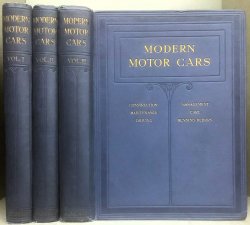 MODERN
MOTOR
CARS
VOL. I
MODERN
MOTOR
CARS
VOL. II
MODERN
MOTOR
CARS
VOL. III
MODERN
MOTOR CARS
CONSTRUCTION
MAINTENANCE
DRIVING
MANAGEMENT
CARE
RUNNING REPAIRS